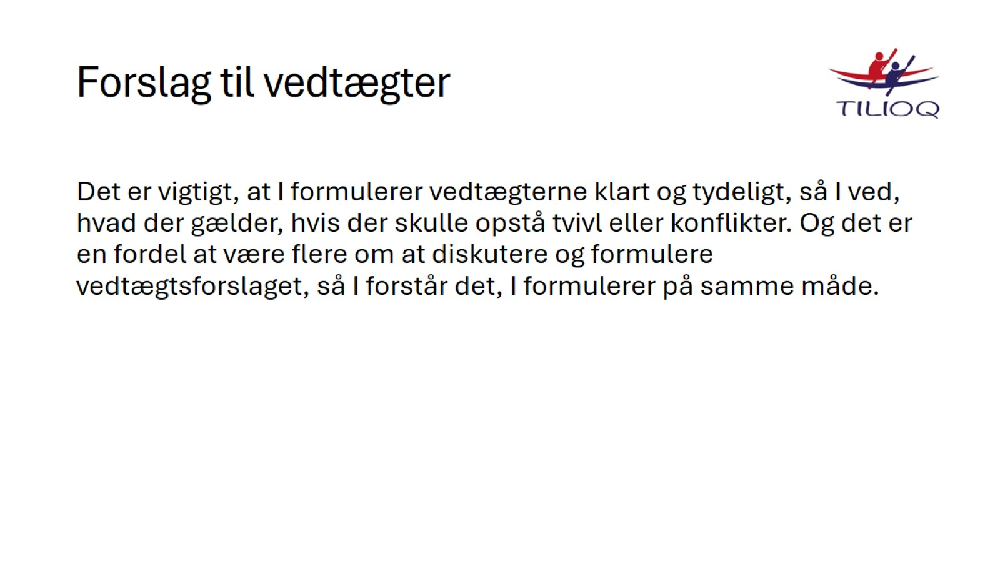 Forslag til vedtægter
TILIOQ
Det er vigtigt, at I formulerer vedtægterne klart og tydeligt, så I ved,
hvad der gælder, hvis der skulle opstå tvivl eller konflikter. Og det er
en fordel at være flere om at diskutere og formulere
vedtægtsforslaget, så I forstår det, I formulerer på samme måde.